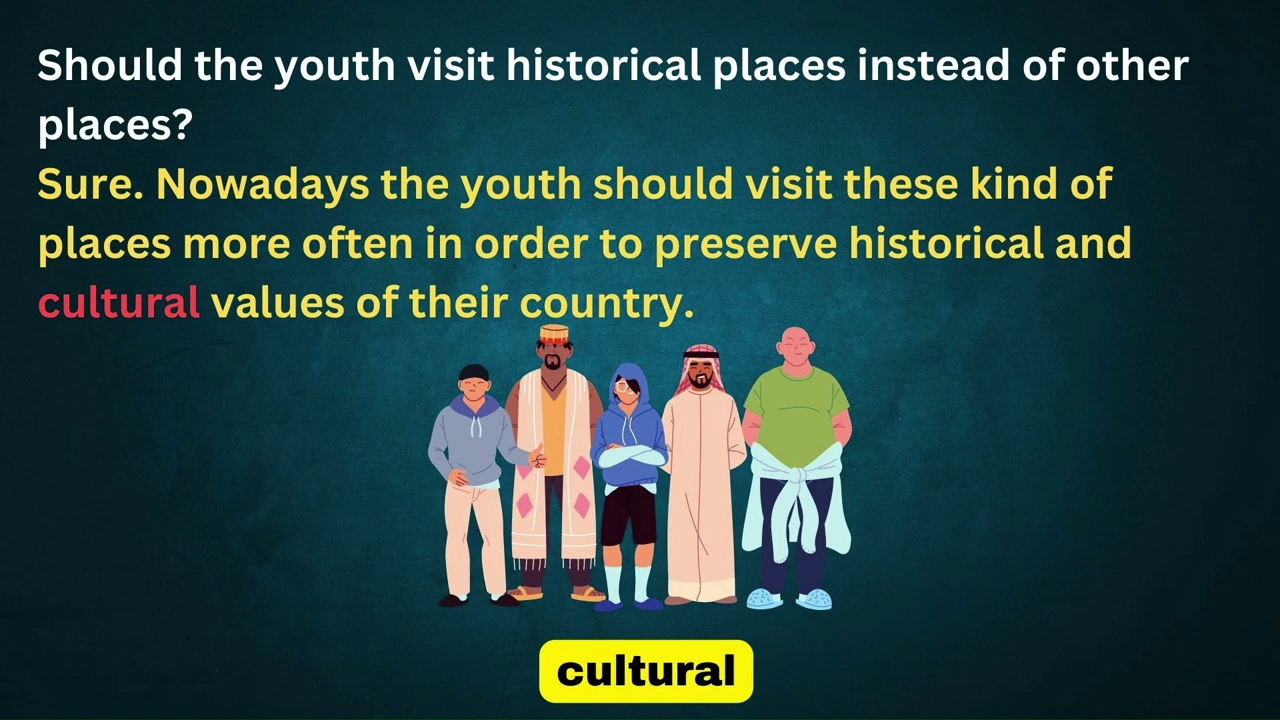 Should the youth visit historical places instead of other
places?
Sure. Nowadays the youth should visit these kind of
places more often in order to preserve historical and
cultural values of their country.
cultural